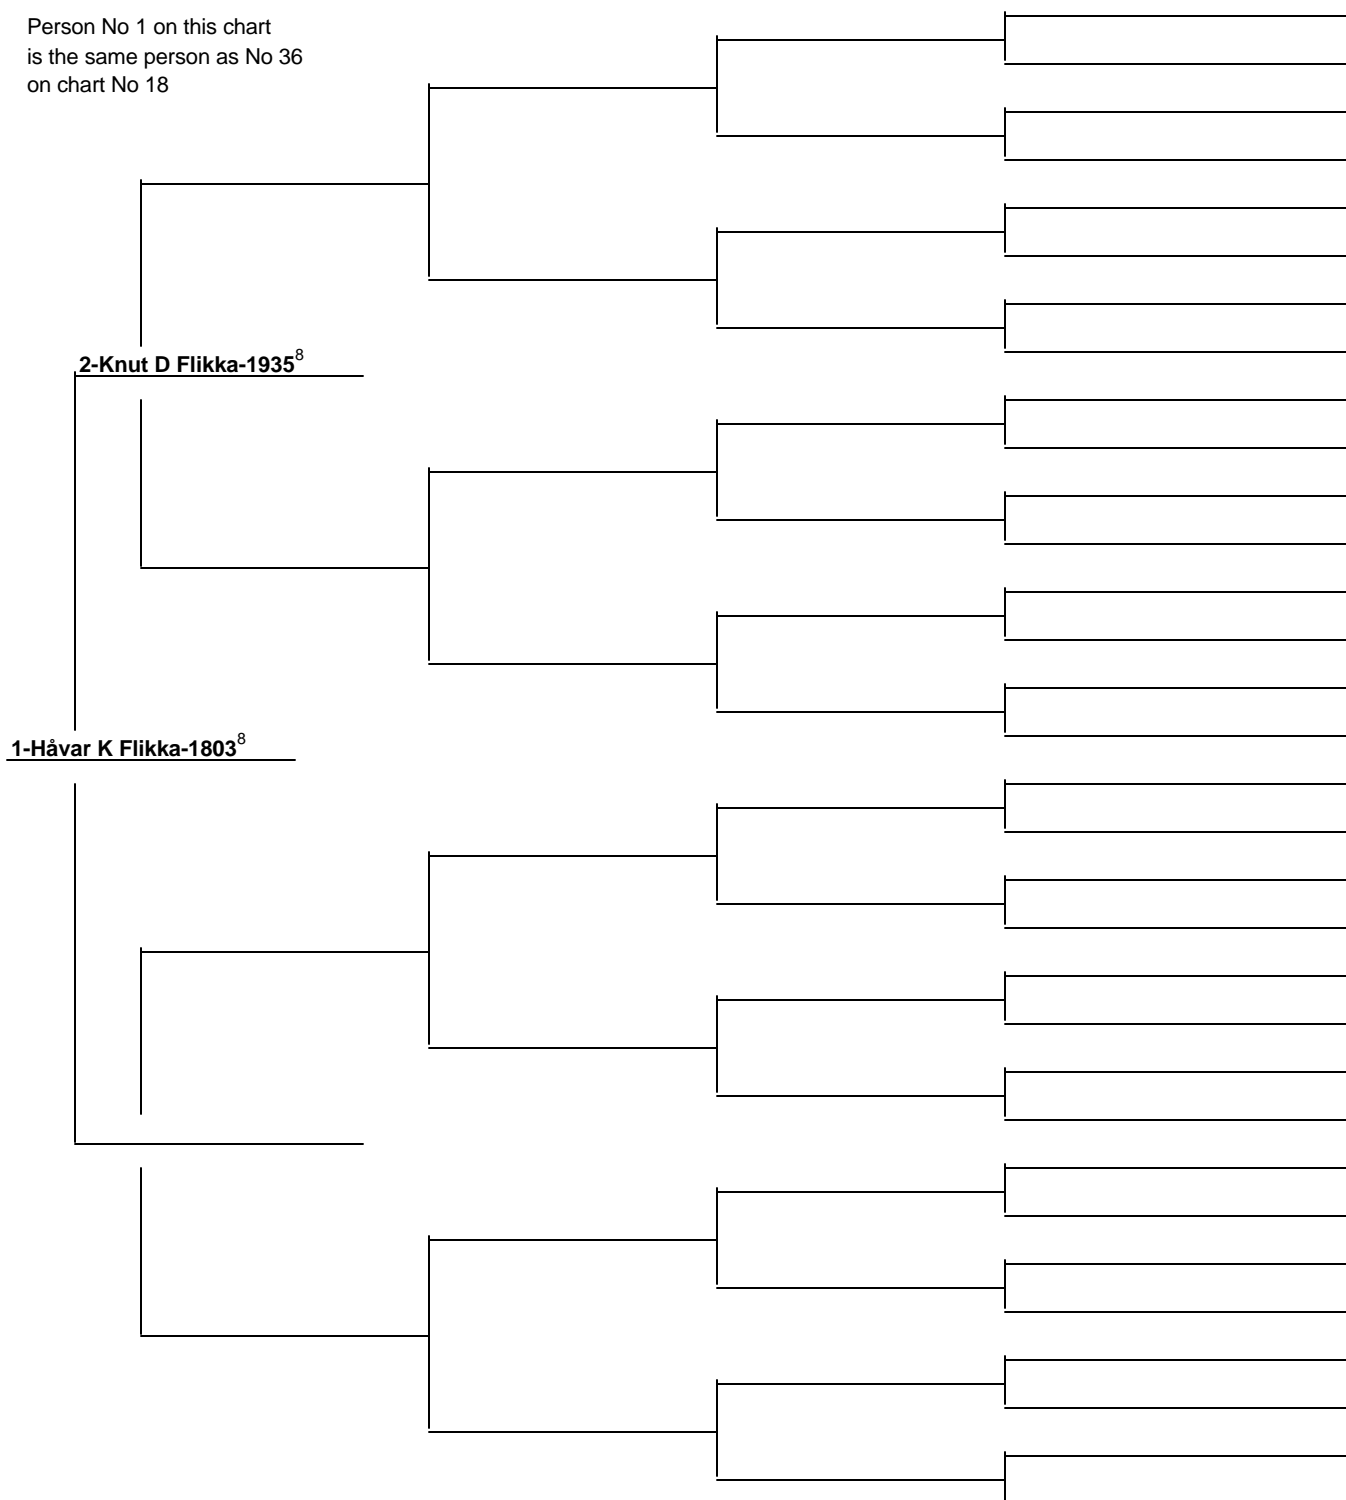 Person No 1 on this chart
is the same person as No 36
on chart No 18
2-Knut D Flikka-1935⁸
1-Håvar K Flikka-1803⁸